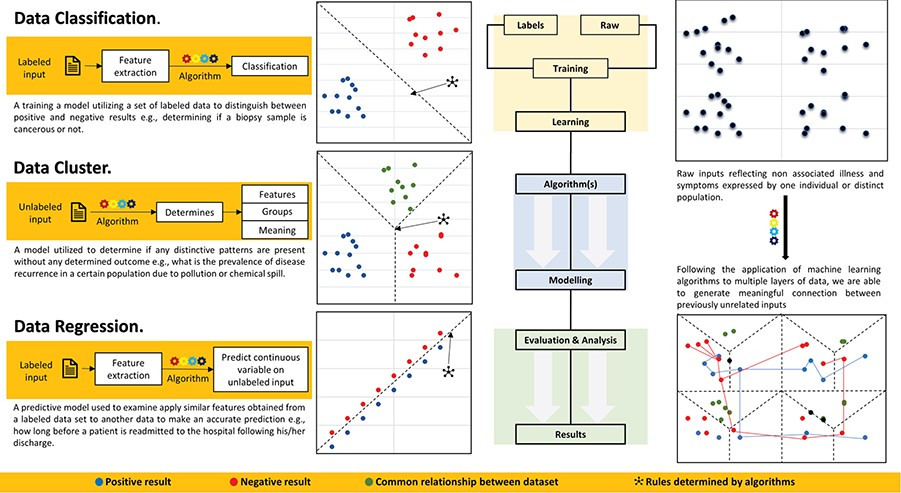 Data Classification.
Labeled
input
Feature
extraction
Algorithm
Classification
A training a model utilizing a set of labeled data to distinguish between
positive and negative results e.g., determining if a biopsy sample is
cancerous or not.
Data Cluster.
Unlabeled
input
Algorithm
Determines
Features
Groups
Meaning
A model utilized to determine if any distinctive patterns are present
without any determined outcome e.g., what is the prevalence of disease
recurrence in a certain population due to pollution or chemical spill.
Data Regression.
Labeled
input
Feature
extraction
Algorithm
Predict continuous
variable on
unlabeled input
A predictive model used to examine apply similar features obtained from
a labeled data set to another data to make an accurate prediction e.g.,
how long before a patient is readmitted to the hospital following his/her
discharge.
Labels
Raw
Training
Learning
Algorithm(s)
Modelling
Evaluation & Analysis
Results
Raw inputs reflecting non associated illness and
symptoms expressed by one individual or distinct
population.
Following the application of machine learning
algorithms to multiple layers of data, we are able
to generate meaningful connection between
previously unrelated inputs
Positive result
Negative result
Common relationship between dataset
Rules determined by algorithms